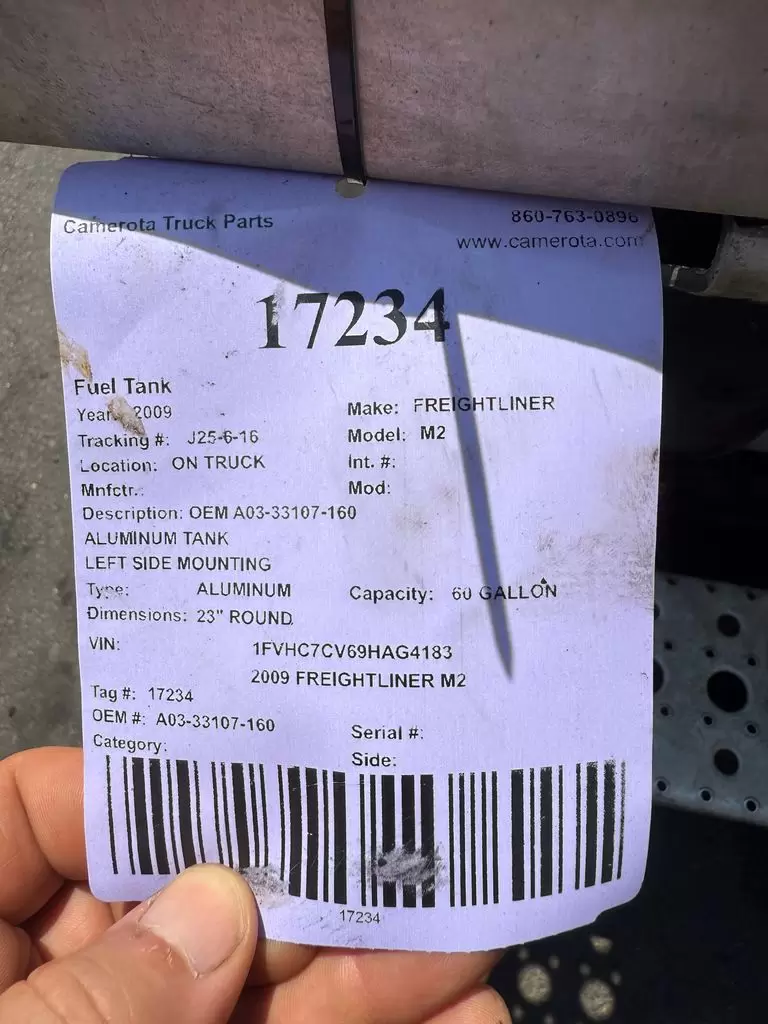 Camerota Truck Parts
860-763-0896
www.camerota.com
17234
Fuel Tank
Year: 2009
Make: FREIGHTLINER
Tracking #: J25-6-16
Model: M2
Location: ON TRUCK
Int. #:
Mnfctr.:
Mod:
Description: OEM A03-33107-160
ALUMINUM TANK
LEFT SIDE MOUNTING
Type: ALUMINUM
Capacity: 60 GALLON
Dimensions: 23" ROUND
VIN: 1FVHC7CV69HAG4183
2009 FREIGHTLINER M2
Tag #: 17234
OEM #: A03-33107-160
Serial #:
Category:
Side:
17234